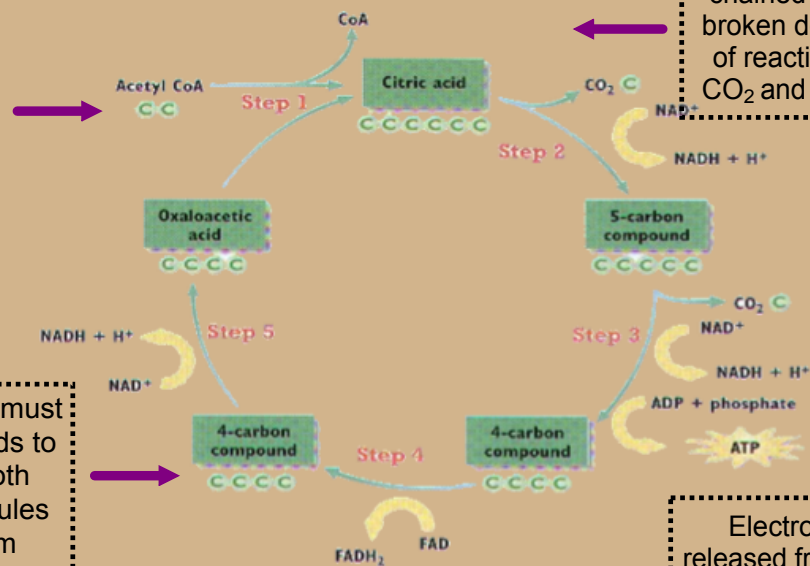 chained
broken d
of reacti
CO₂ and
CoA
Acetyl CoA
C C
Step 1
Citric acid
C C C C C C
CO₂ C
NAD⁺
NADH + H⁺
Step 2
5-carbon
compound
C C C C C
CO₂ C
Step 3
NAD⁺
NADH + H⁺
ADP + phosphate
ATP
4-carbon
compound
C C C C
Step 4
FAD
FADH₂
4-carbon
compound
C C C C
Step 5
NADH + H⁺
NAD⁺
Oxaloacetic
acid
C C C C
must
ds to
oth
ules
m
Electro
released fr